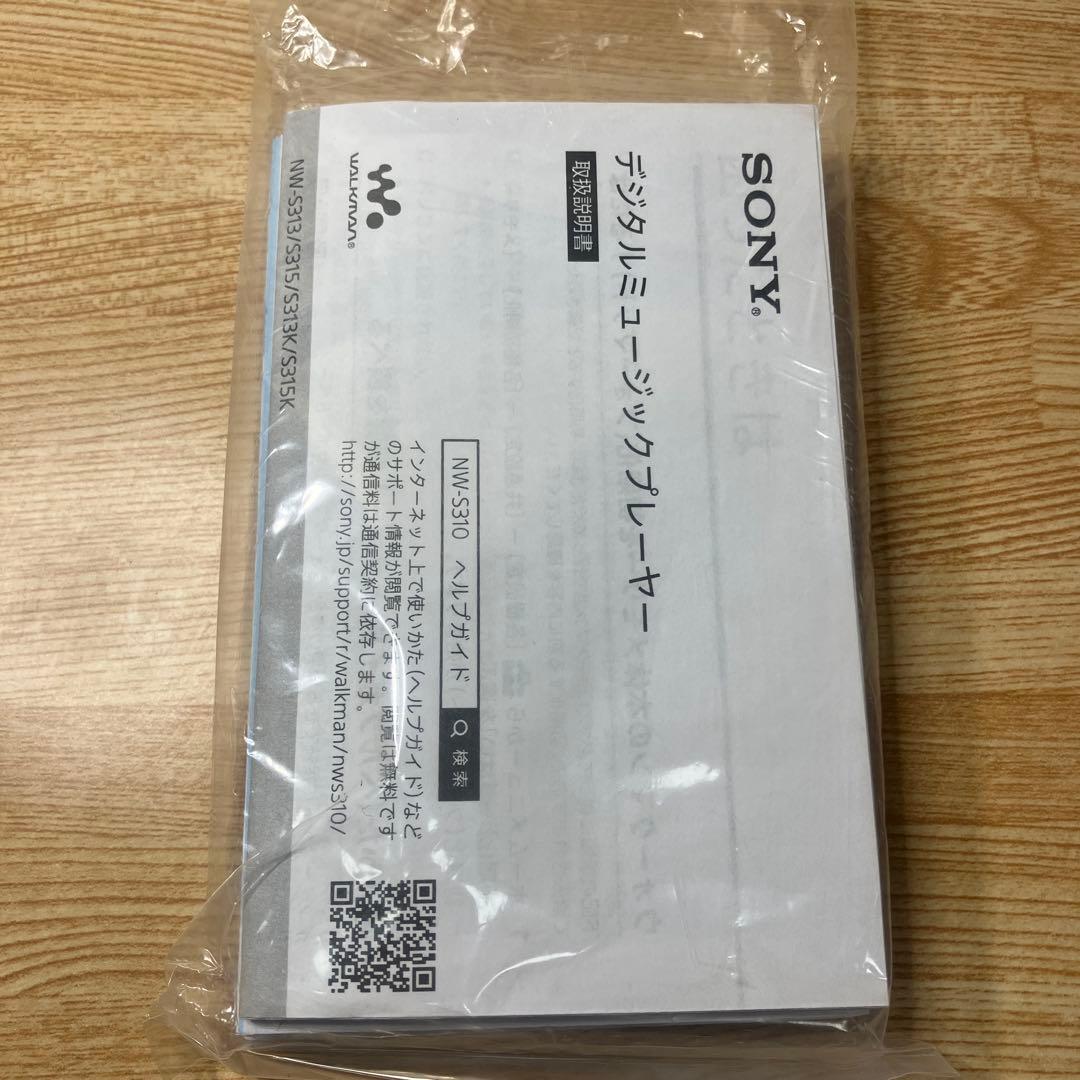 SONY®
デジタルミュージックプレーヤー
取扱説明書
NW-S310 ヘルプガイド 検索
インターネット上で使いかた(ヘルプガイド)など
のサポート情報が閲覧できます。閲覧は無料です
が通信料は通信契約に依存します。
http://sony.jp/support/r/walkman/nws310/
WALKMAN®
NW-S313/S315/S313K/S315K